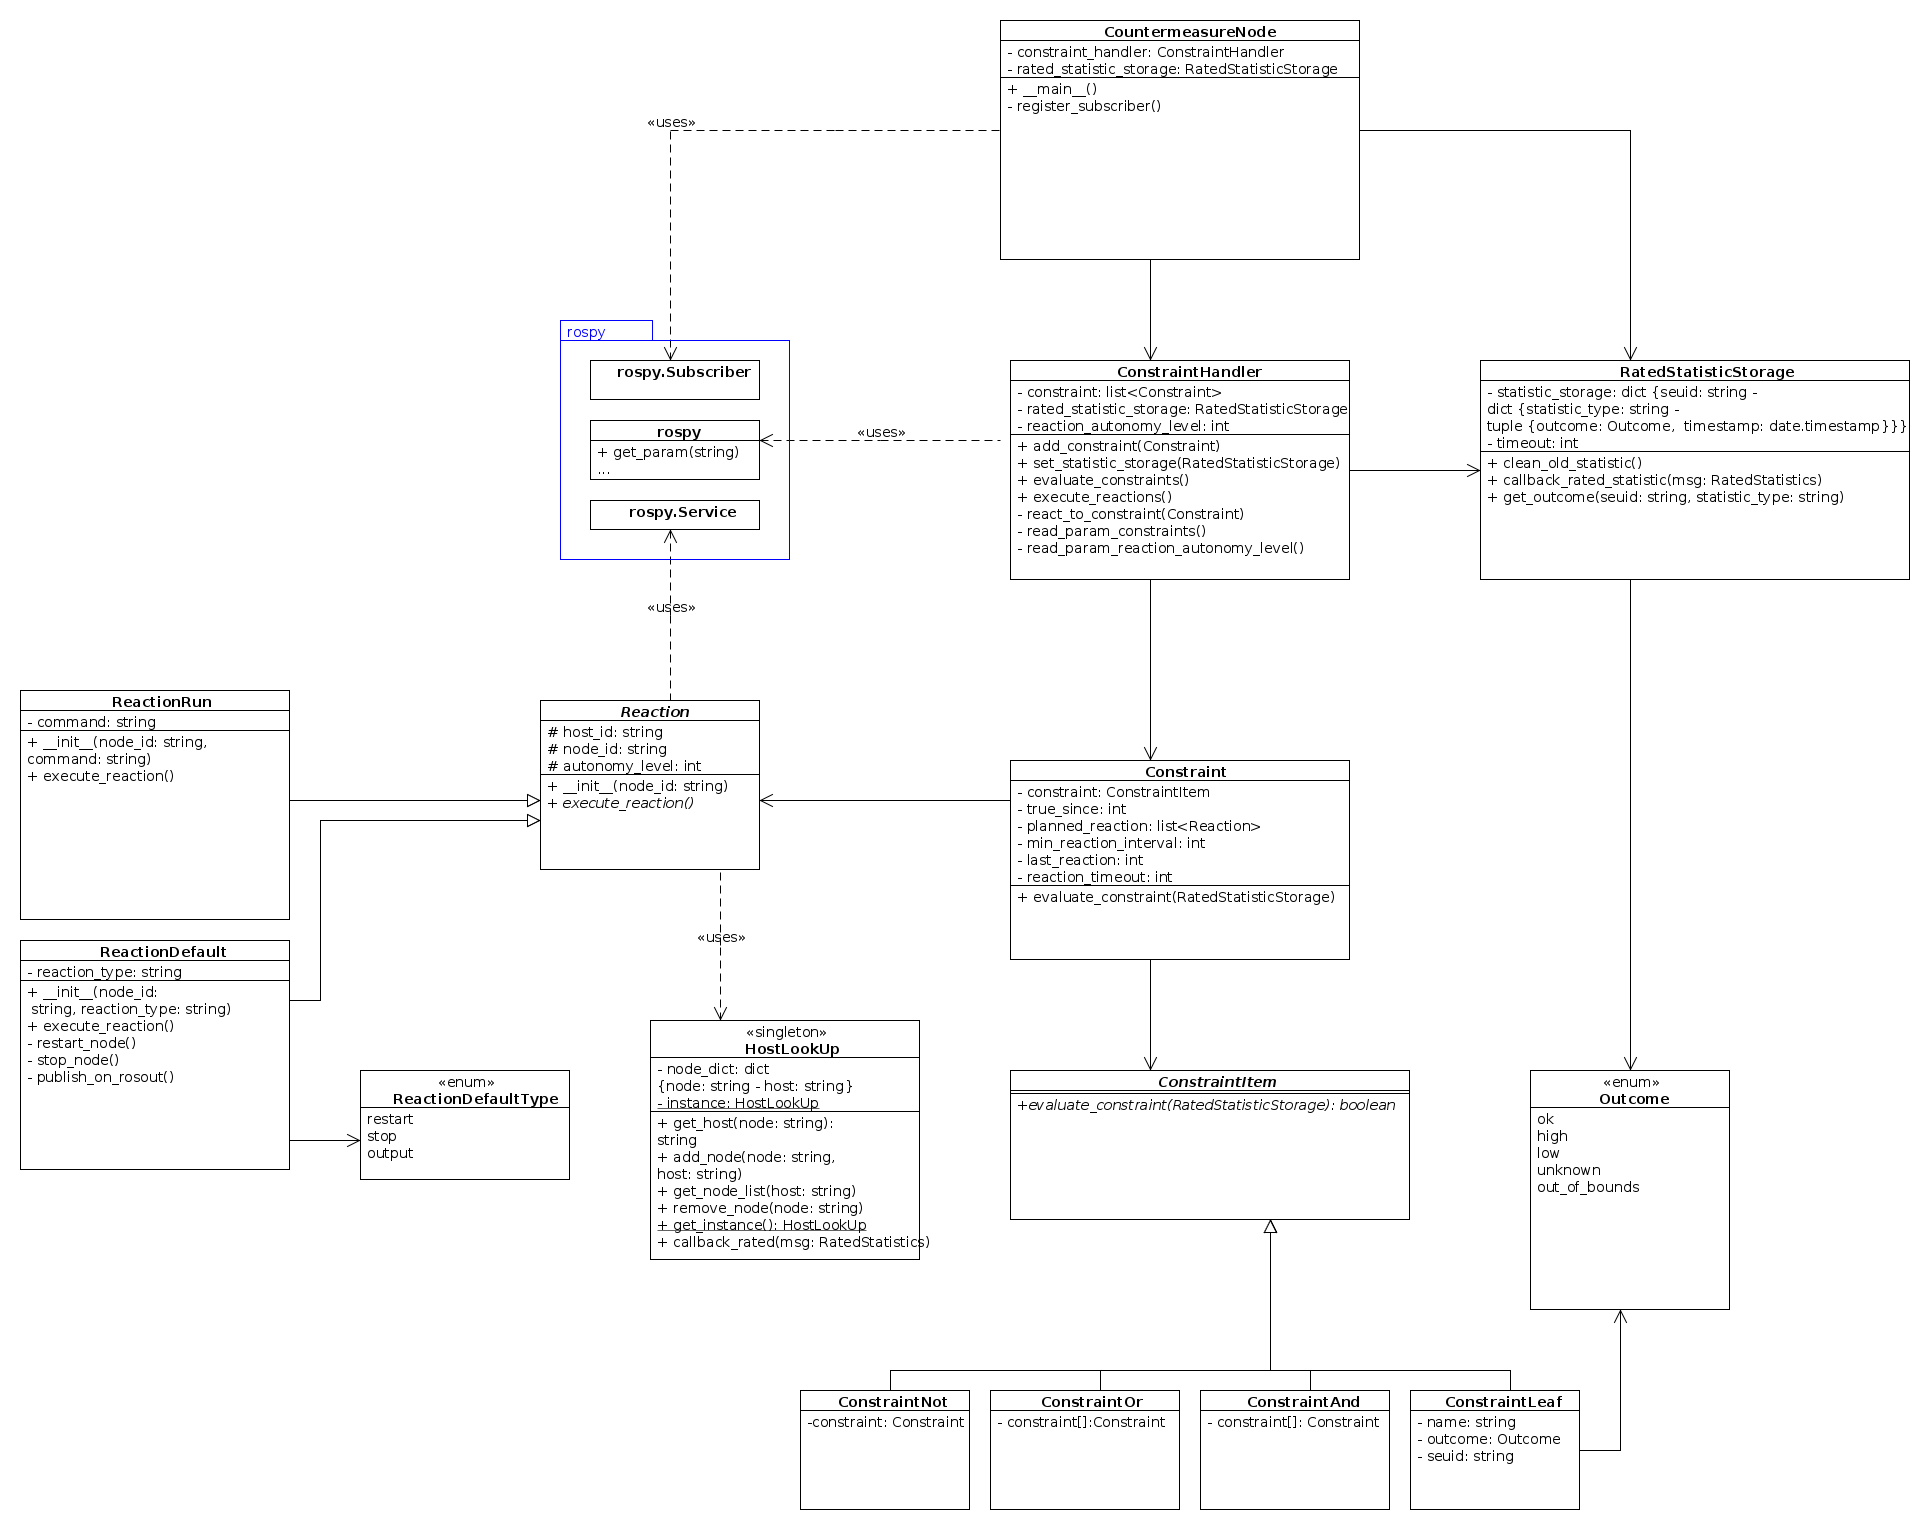 CountermeasureNode
- constraint_handler: ConstraintHandler
- rated_statistic_storage: RatedStatisticStorage
+ __main__()
- register_subscriber()
«uses»
rospy
rospy.Subscriber
rospy
+ get_param(string)
...
rospy.Service
«uses»
ConstraintHandler
- constraint: list<Constraint>
- rated_statistic_storage: RatedStatisticStorage
- reaction_autonomy_level: int
+ add_constraint(Constraint)
+ set_statistic_storage(RatedStatisticStorage)
+ evaluate_constraints()
+ execute_reactions()
- react_to_constraint(Constraint)
- read_param_constraints()
- read_param_reaction_autonomy_level()
RatedStatisticStorage
- statistic_storage: dict {seuid: string -
dict {statistic_type: string -
tuple {outcome: Outcome,  timestamp: date.timestamp}}}
- timeout: int
+ clean_old_statistic()
+ callback_rated_statistic(msg: RatedStatistics)
+ get_outcome(seuid: string, statistic_type: string)
«uses»
ReactionRun
- command: string
+ __init__(node_id: string,
command: string)
+ execute_reaction()
Reaction
# host_id: string
# node_id: string
# autonomy_level: int
+ __init__(node_id: string)
+ execute_reaction()
Constraint
- constraint: ConstraintItem
- true_since: int
- planned_reaction: list<Reaction>
- min_reaction_interval: int
- last_reaction: int
- reaction_timeout: int
+ evaluate_constraint(RatedStatisticStorage)
«uses»
ReactionDefault
- reaction_type: string
+ __init__(node_id:
string, reaction_type: string)
+ execute_reaction()
- restart_node()
- stop_node()
- publish_on_rosout()
«enum»
ReactionDefaultType
restart
stop
output
«singleton»
HostLookUp
- node_dict: dict
{node: string - host: string}
- instance: HostLookUp
+ get_host(node: string):
string
+ add_node(node: string,
host: string)
+ get_node_list(host: string)
+ remove_node(node: string)
+ get_instance(): HostLookUp
+ callback_rated(msg: RatedStatistics)
ConstraintItem
+evaluate_constraint(RatedStatisticStorage): boolean
«enum»
Outcome
ok
high
low
unknown
out_of_bounds
ConstraintNot
-constraint: Constraint
ConstraintOr
- constraint[]:Constraint
ConstraintAnd
- constraint[]: Constraint
ConstraintLeaf
- name: string
- outcome: Outcome
- seuid: string